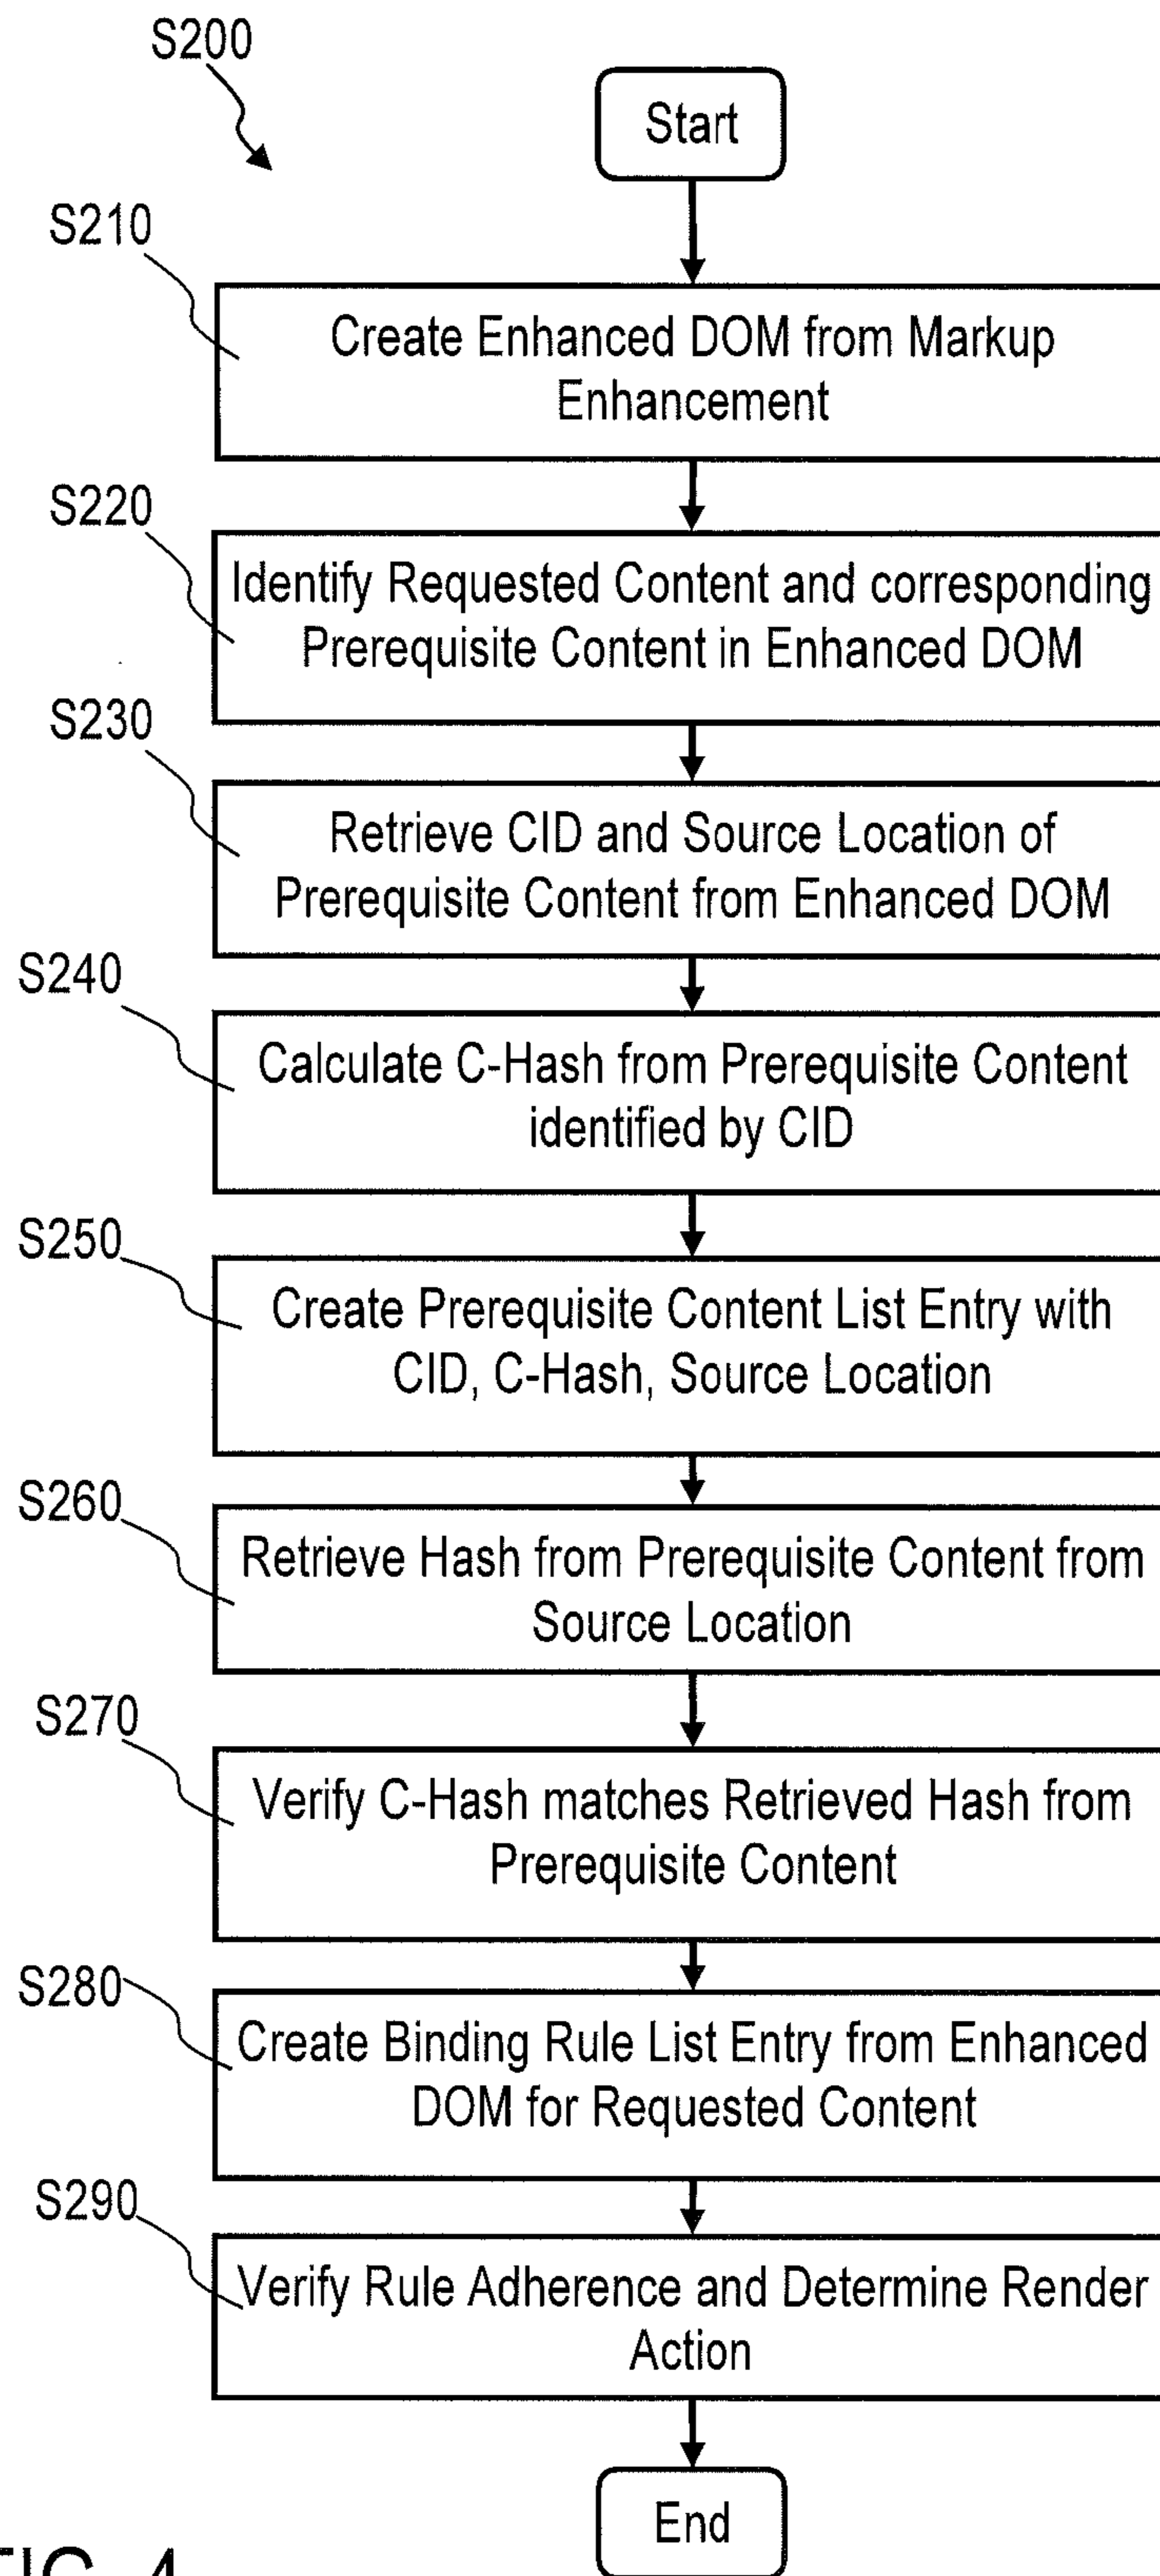 S200
Start
S210
Create Enhanced DOM from Markup
Enhancement
S220
Identify Requested Content and corresponding
Prerequisite Content in Enhanced DOM
S230
Retrieve CID and Source Location of
Prerequisite Content from Enhanced DOM
S240
Calculate C-Hash from Prerequisite Content
identified by CID
S250
Create Prerequisite Content List Entry with
CID, C-Hash, Source Location
S260
Retrieve Hash from Prerequisite Content from
Source Location
S270
Verify C-Hash matches Retrieved Hash from
Prerequisite Content
S280
Create Binding Rule List Entry from Enhanced
DOM for Requested Content
S290
Verify Rule Adherence and Determine Render
Action
End